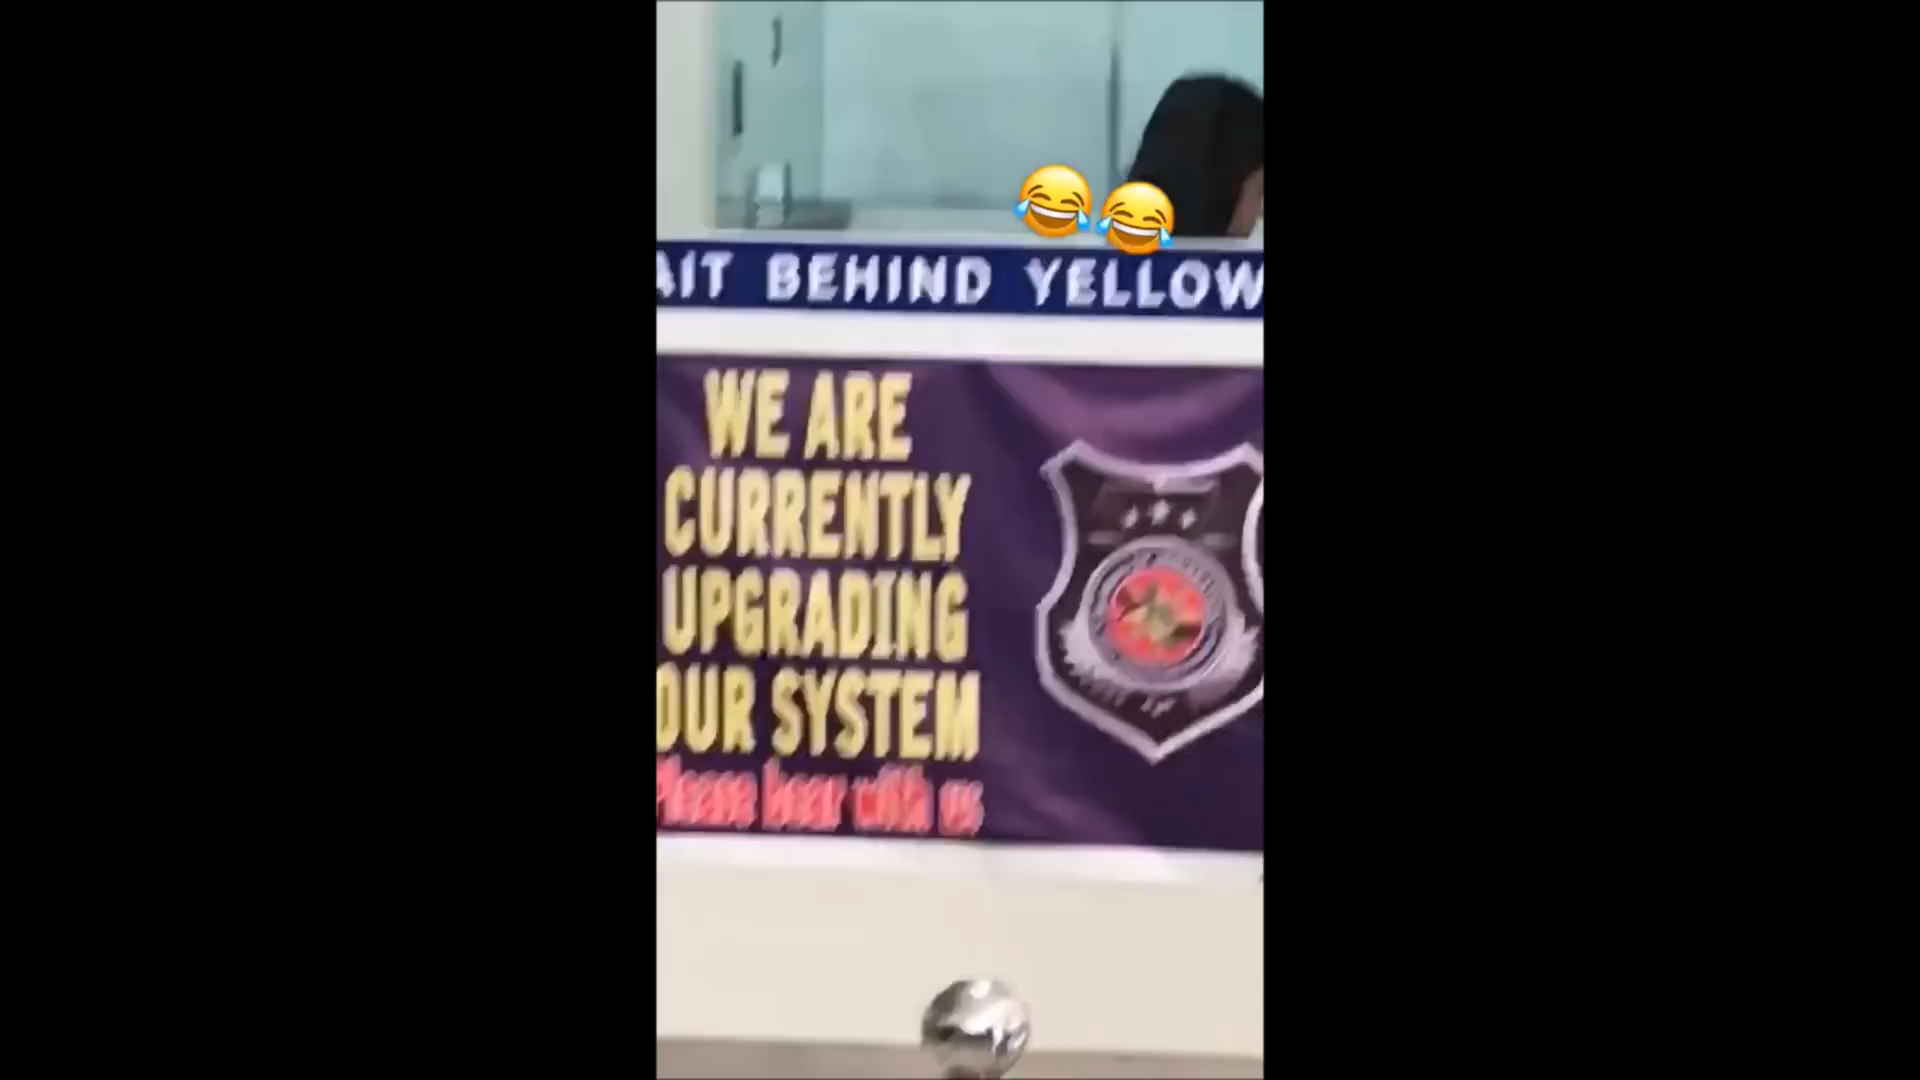 AIT BEHIND YELLOW
WE ARE
CURRENTLY
UPGRADING
OUR SYSTEM
Please bear with us